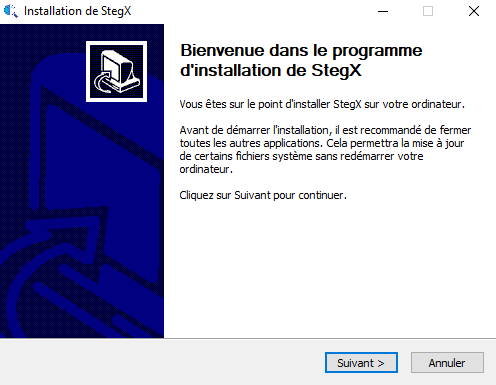 Installation de StegX
Bienvenue dans le programme
d'installation de StegX
Vous êtes sur le point d'installer StegX sur votre ordinateur.
Avant de démarrer l'installation, il est recommandé de fermer
toutes les autres applications. Cela permettra la mise à jour
de certains fichiers système sans redémarrer votre
ordinateur.
Cliquez sur Suivant pour continuer.
Suivant >
Annuler